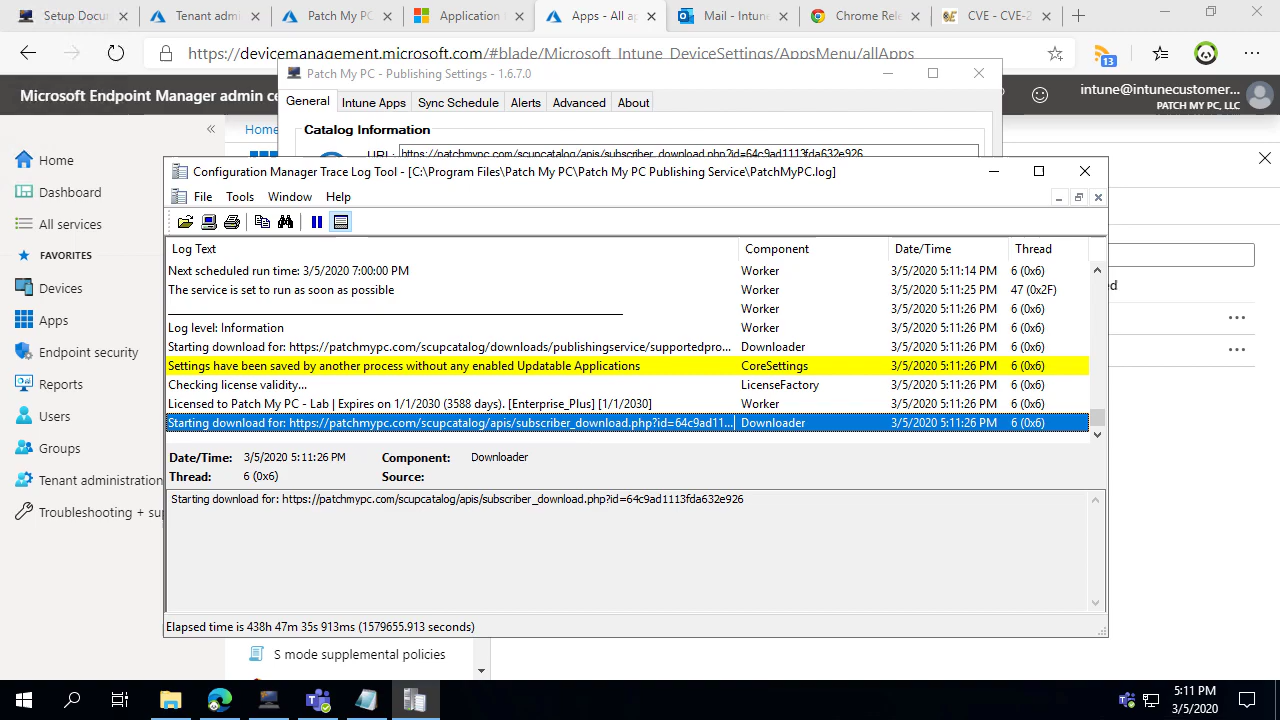 Setup Docu
Tenant admi
Patch My PC
Application
Apps - All ap
Mail - Intune
Chrome Rele
CVE - CVE-2
https://devicemanagement.microsoft.com/#blade/Microsoft_Intune_DeviceSettings/AppsMenu/allApps
13
Patch My PC - Publishing Settings - 1.6.7.0
Microsoft Endpoint Manager admin ce
intune@intunecustomer...
PATCH MY PC, LLC
General
Intune Apps
Sync Schedule
Alerts
Advanced
About
Home
Catalog Information
URL:
https://patchmypc.com/scupcatalog/apis/subscriber_download.php?id=64c9ad1113fda632e926
Home
Dashboard
All services
FAVORITES
Devices
Apps
Endpoint security
Reports
Users
Groups
Tenant administration
Troubleshooting + sup
Configuration Manager Trace Log Tool - [C:\Program Files\Patch My PC\Patch My PC Publishing Service\PatchMyPC.log]
File Tools Window Help
Log Text Component Date/Time Thread
Next scheduled run time: 3/5/2020 7:00:00 PM Worker 3/5/2020 5:11:14 PM 6 (0x6)
The service is set to run as soon as possible Worker 3/5/2020 5:11:25 PM 47 (0x2F)
Worker 3/5/2020 5:11:26 PM 6 (0x6)
Log level: Information Worker 3/5/2020 5:11:26 PM 6 (0x6)
Starting download for: https://patchmypc.com/scupcatalog/downloads/publishingservice/supportedpro... Downloader 3/5/2020 5:11:26 PM 6 (0x6)
Settings have been saved by another process without any enabled Updatable Applications CoreSettings 3/5/2020 5:11:26 PM 6 (0x6)
Checking license validity... LicenseFactory 3/5/2020 5:11:26 PM 6 (0x6)
Licensed to Patch My PC - Lab | Expires on 1/1/2030 (3588 days). [Enterprise_Plus] [1/1/2030] Worker 3/5/2020 5:11:26 PM 6 (0x6)
Starting download for: https://patchmypc.com/scupcatalog/apis/subscriber_download.php?id=64c9ad11... Downloader 3/5/2020 5:11:26 PM 6 (0x6)
Date/Time: 3/5/2020 5:11:26 PM Component: Downloader
Thread: 6 (0x6) Source:
Starting download for: https://patchmypc.com/scupcatalog/apis/subscriber_download.php?id=64c9ad1113fda632e926
Elapsed time is 438h 47m 35s 913ms (1579655.913 seconds)
ed
S mode supplemental policies
5:11 PM
3/5/2020